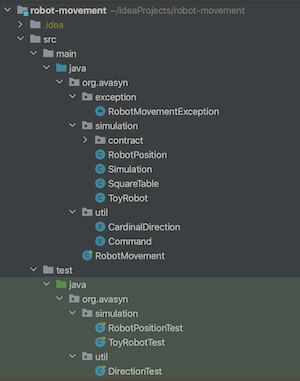 robot-movement ~/IdeaProjects/robot-movement
.idea
src
main
java
org.avasyn
exception
RobotMovementException
simulation
contract
RobotPosition
Simulation
SquareTable
ToyRobot
util
CardinalDirection
Command
RobotMovement
test
java
org.avasyn
simulation
RobotPositionTest
ToyRobotTest
util
DirectionTest